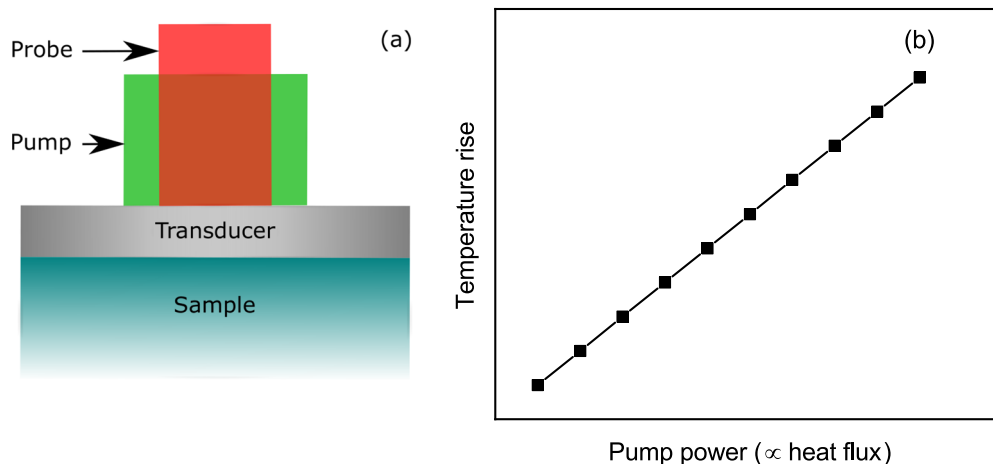 (a)
Probe
Pump
Transducer
Sample
(b)
Temperature rise
Pump power (∝ heat flux)